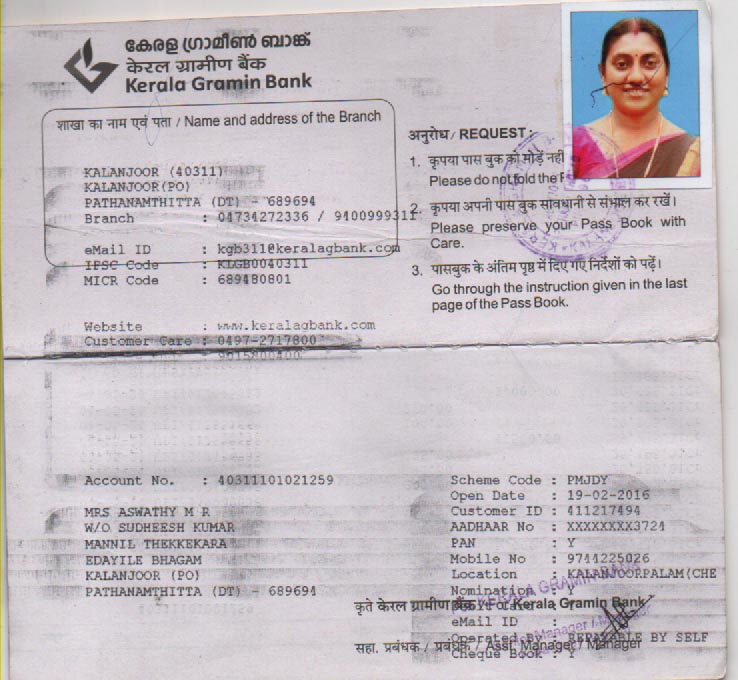 കേരള ഗ്രാമീൺ ബാങ്ക്
केरल ग्रामीण बैंक
Kerala Gramin Bank
शाखा का नाम एवं पता / Name and address of the Branch
KALANJOOR (40311)
KALANJOOR(PO)
PATHANAMTHITTA (DT) - 689694
Branch : 04734272336 / 9400999311
eMail ID : kgb311@keralagbank.com
IFSC Code : KLGB0040311
MICR Code : 689480801
Website : www.keralagbank.com
Customer Care : 0497-2717800
अनुरोध / REQUEST :
1. कृपया पास बुक को मोड़ें नहीं
Please do not fold the
2. कृपया अपनी पास बुक सावधानी से संभाल कर रखें।
Please preserve your Pass Book with
Care.
3. पासबुक के अंतिम पृष्ठ में दिए गए निर्देशों को पढ़ें।
Go through the instruction given in the last
page of the Pass Book.
Account No. : 40311101021259
MRS ASWATHY M R
W/O SUDHEESH KUMAR
MANNIL THEKKEKARA
EDAYILE BHAGAM
KALANJOOR (PO)
PATHANAMTHITTA (DT) - 689694
Scheme Code : PMJDY
Open Date : 19-02-2016
Customer ID : 411217494
AADHAAR No : XXXXXXXX3724
PAN : Y
Mobile No : 9744225026
Location : KALANJOORPALAM(CHE
Nomination : Y
कृते केरल ग्रामीण बैंक / For Kerala Gramin Bank
eMail ID :
Operated By : REPAYABLE BY SELF
सहा. प्रबंधक / प्रबंधक / Asst. Manager / Manager
Cheque Book : Y